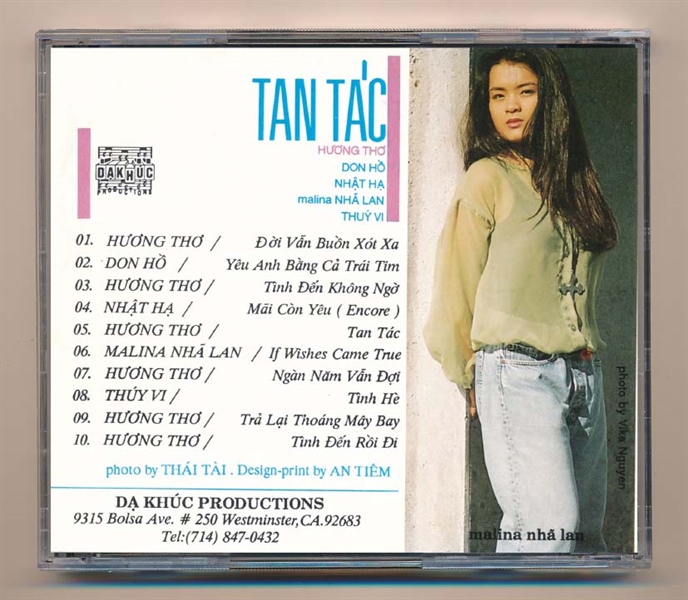 TAN TÁC
HƯƠNG THƠ
DON HỒ
NHẬT HẠ
malina NHÃ LAN
THUÝ VI
DẠ KHÚC
PRODUCTIONS
01. HƯƠNG THƠ / Đời Vẫn Buồn Xót Xa
02. DON HỒ / Yêu Anh Bằng Cả Trái Tim
03. HƯƠNG THƠ / Tình Đến Không Ngờ
04. NHẬT HẠ / Mãi Còn Yêu ( Encore )
05. HƯƠNG THƠ / Tan Tác
06. MALINA NHÃ LAN / If Wishes Came True
07. HƯƠNG THƠ / Ngàn Năm Vẫn Đợi
08. THÚY VI / Tình Hè
09. HƯƠNG THƠ / Trả Lại Thoáng Mây Bay
10. HƯƠNG THƠ / Tình Đến Rồi Đi
photo by THÁI TÀI . Design-print by AN TIÊM
DẠ KHÚC PRODUCTIONS
9315 Bolsa Ave. # 250 Westminster,CA.92683
Tel:(714) 847-0432
photo by Vika Nguyen
malina nhã lan